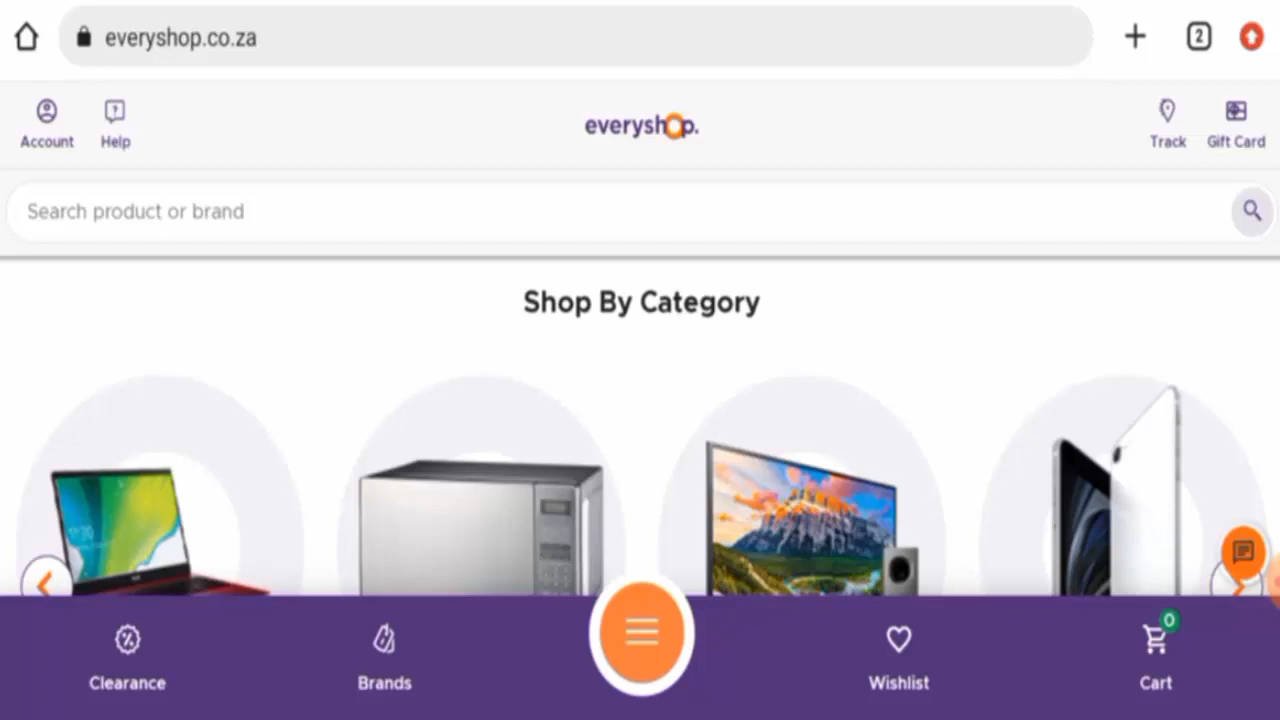 everyshop.co.za
2
Account
Help
everyshop.
Track
Gift Card
Search product or brand
Shop By Category
0
Clearance
Brands
Wishlist
Cart